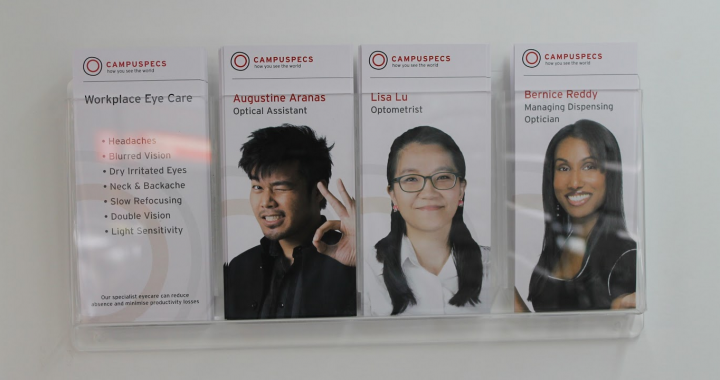 CAMPUSPECS
how you see the world
Workplace Eye Care
• Headaches
• Blurred Vision
• Dry Irritated Eyes
• Neck & Backache
• Slow Refocusing
• Double Vision
• Light Sensitivity
Our specialist eyecare can reduce
absence and minimise productivity losses
CAMPUSPECS
how you see the world
Augustine Aranas
Optical Assistant
CAMPUSPECS
how you see the world
Lisa Lu
Optometrist
CAMPUSPECS
how you see the world
Bernice Reddy
Managing Dispensing
Optician